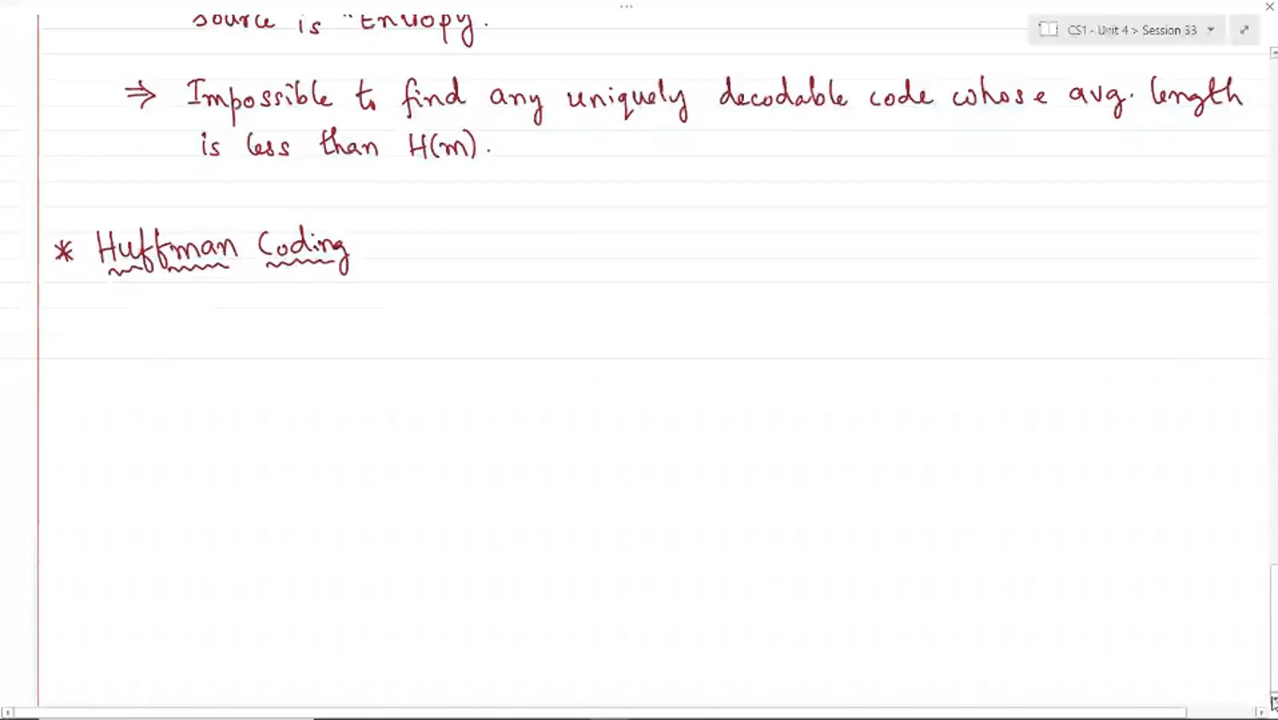 source is "Entropy.
CS1 - Unit 4 > Session 33
⇒ Impossible to find any uniquely decodable code whose avg. length
is less than H(m).
* Huffman Coding